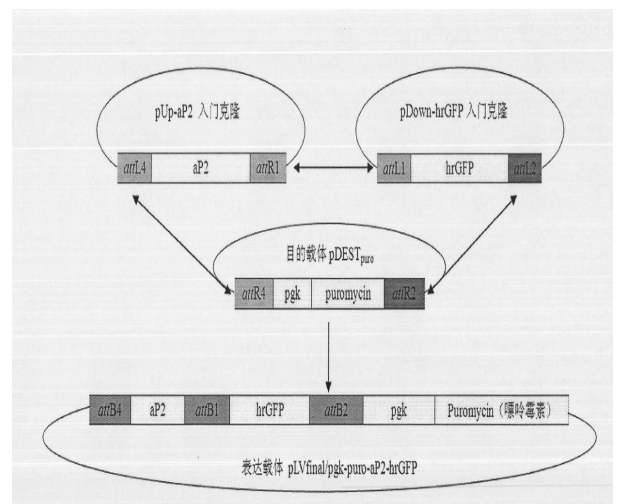 pUp-aP2 入门克隆
pDown-hrGFP 入门克隆
attL4 aP2 attR1
attL1 hrGFP attL2
目的载体 pDESTpuro
attR4 pgk puromycin attR2
attB4 aP2 attB1 hrGFP attB2 pgk Puromycin（嘌呤霉素）
表达载体 pLVfinal/pgk-puro-aP2-hrGFP